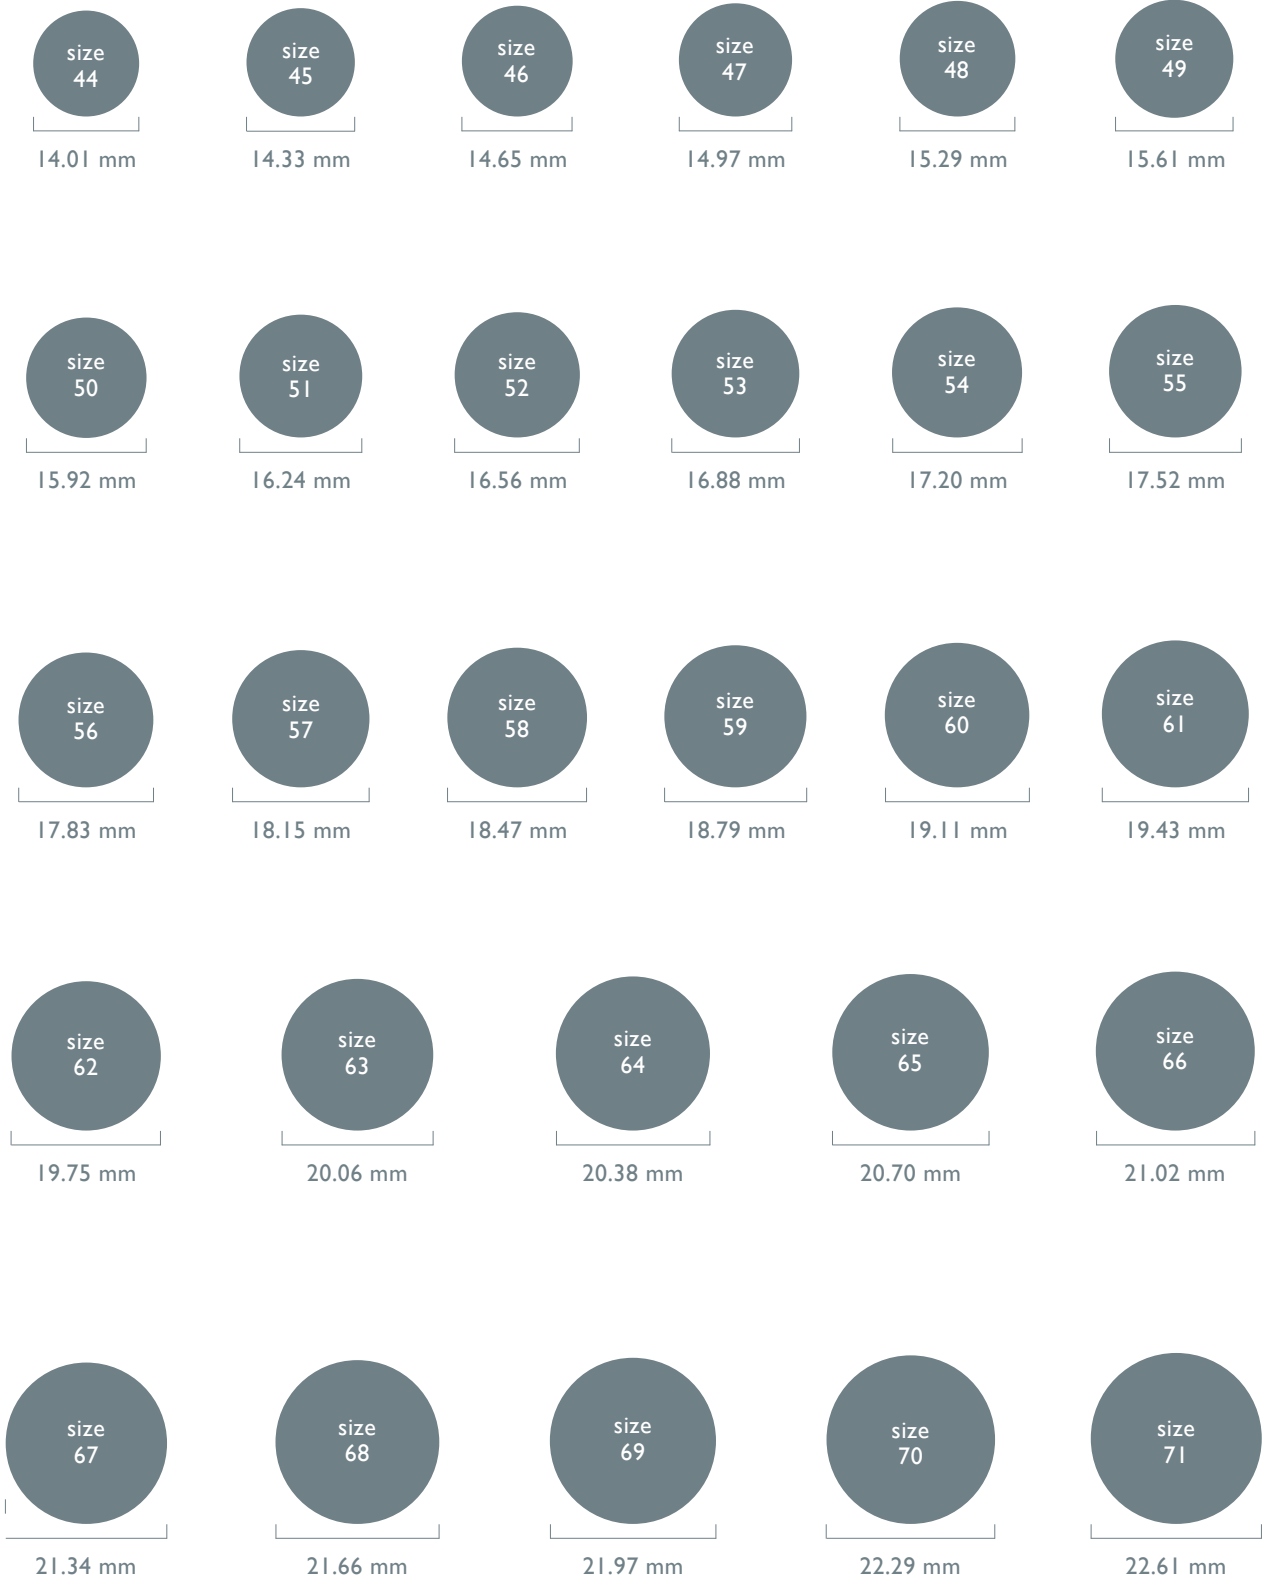 size
44
size
45
size
46
size
47
size
48
size
49
14.01 mm
14.33 mm
14.65 mm
14.97 mm
15.29 mm
15.61 mm
size
50
size
51
size
52
size
53
size
54
size
55
15.92 mm
16.24 mm
16.56 mm
16.88 mm
17.20 mm
17.52 mm
size
56
size
57
size
58
size
59
size
60
size
61
17.83 mm
18.15 mm
18.47 mm
18.79 mm
19.11 mm
19.43 mm
size
62
size
63
size
64
size
65
size
66
19.75 mm
20.06 mm
20.38 mm
20.70 mm
21.02 mm
size
67
size
68
size
69
size
70
size
71
21.34 mm
21.66 mm
21.97 mm
22.29 mm
22.61 mm